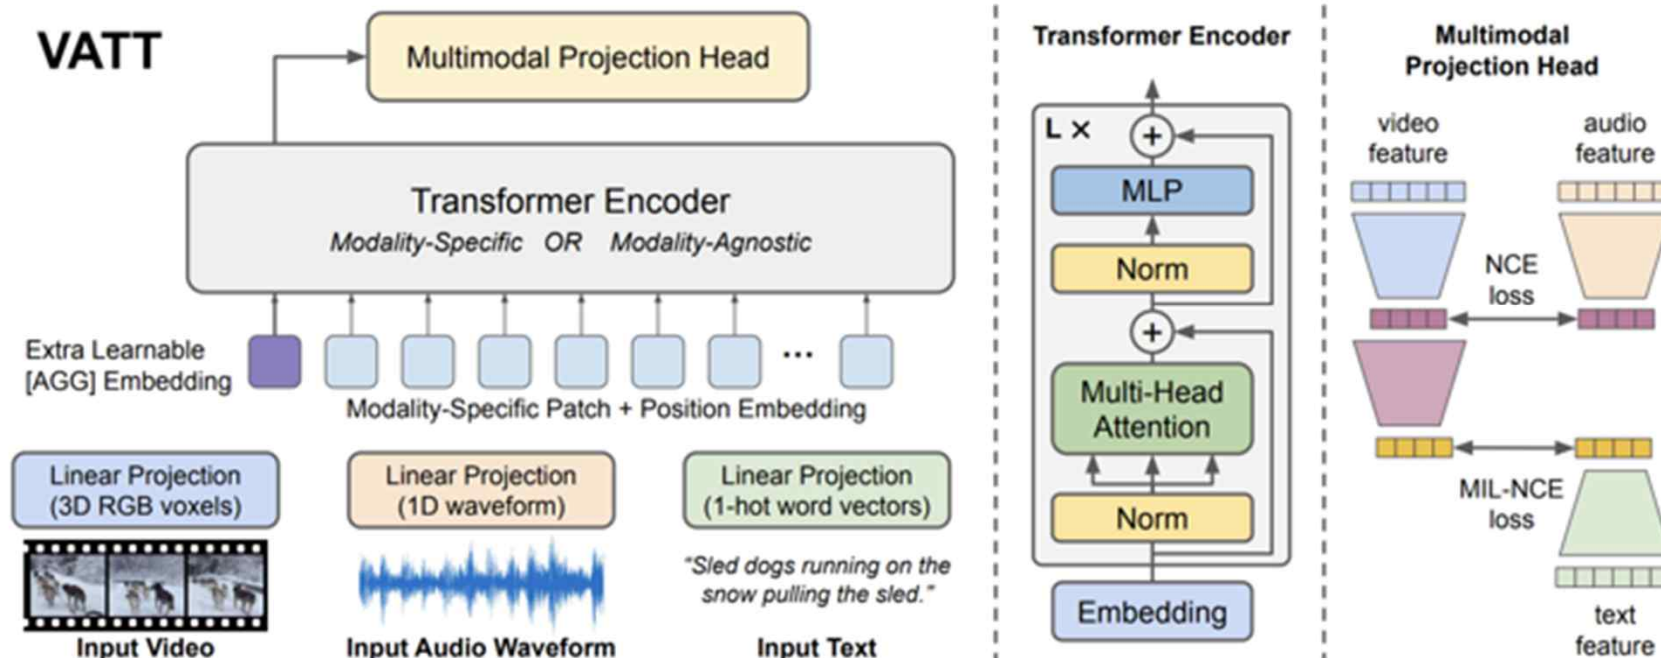 VATT
Multimodal Projection Head
Transformer Encoder
Modality-Specific OR Modality-Agnostic
Extra Learnable
[AGG] Embedding
...
Modality-Specific Patch + Position Embedding
Linear Projection
(3D RGB voxels)
Linear Projection
(1D waveform)
Linear Projection
(1-hot word vectors)
"Sled dogs running on the
snow pulling the sled."
Input Video
Input Audio Waveform
Input Text
Transformer Encoder
L ×
+
MLP
Norm
+
Multi-Head
Attention
Norm
Embedding
Multimodal
Projection Head
video
feature
audio
feature
NCE
loss
MIL-NCE
loss
text
feature